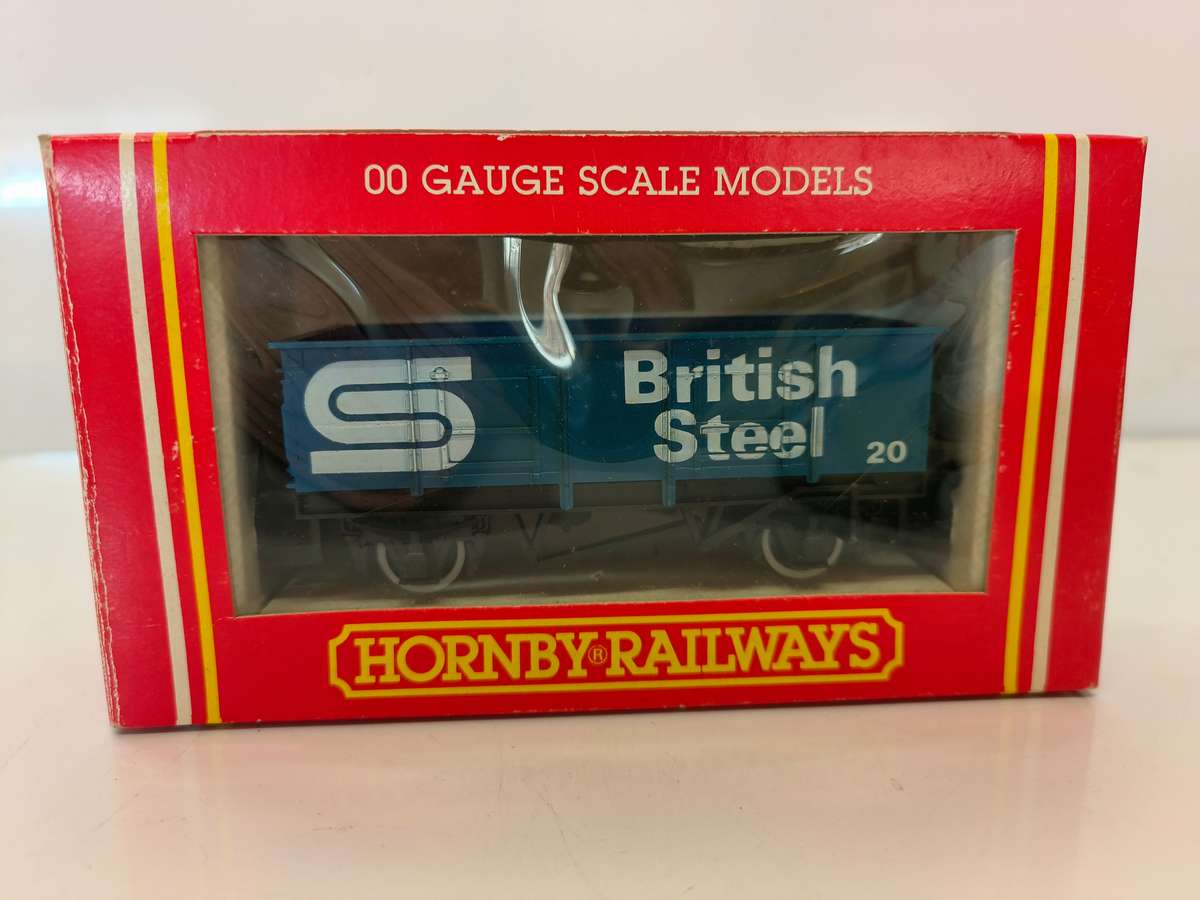 00 GAUGE SCALE MODELS
British
Steel
20
HORNBY® RAILWAYS